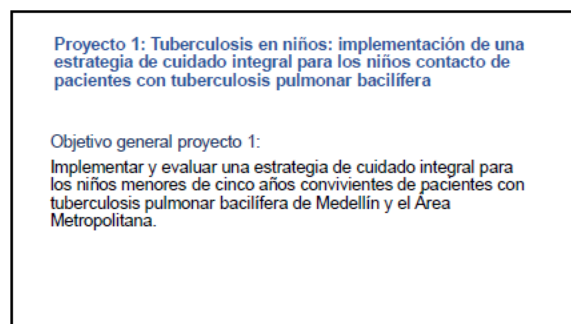 Proyecto 1: Tuberculosis en niños: implementación de una
estrategia de cuidado integral para los niños contacto de
pacientes con tuberculosis pulmonar bacilífera
Objetivo general proyecto 1:
Implementar y evaluar una estrategia de cuidado integral para
los niños menores de cinco años convivientes de pacientes con
tuberculosis pulmonar bacilífera de Medellín y el Área
Metropolitana.